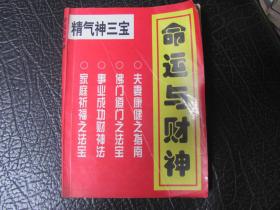 精气神三宝
命运与财神
○夫妻康健之指南
○佛门道门之法宝
○事业成功财神法
○家庭祈福之法宝